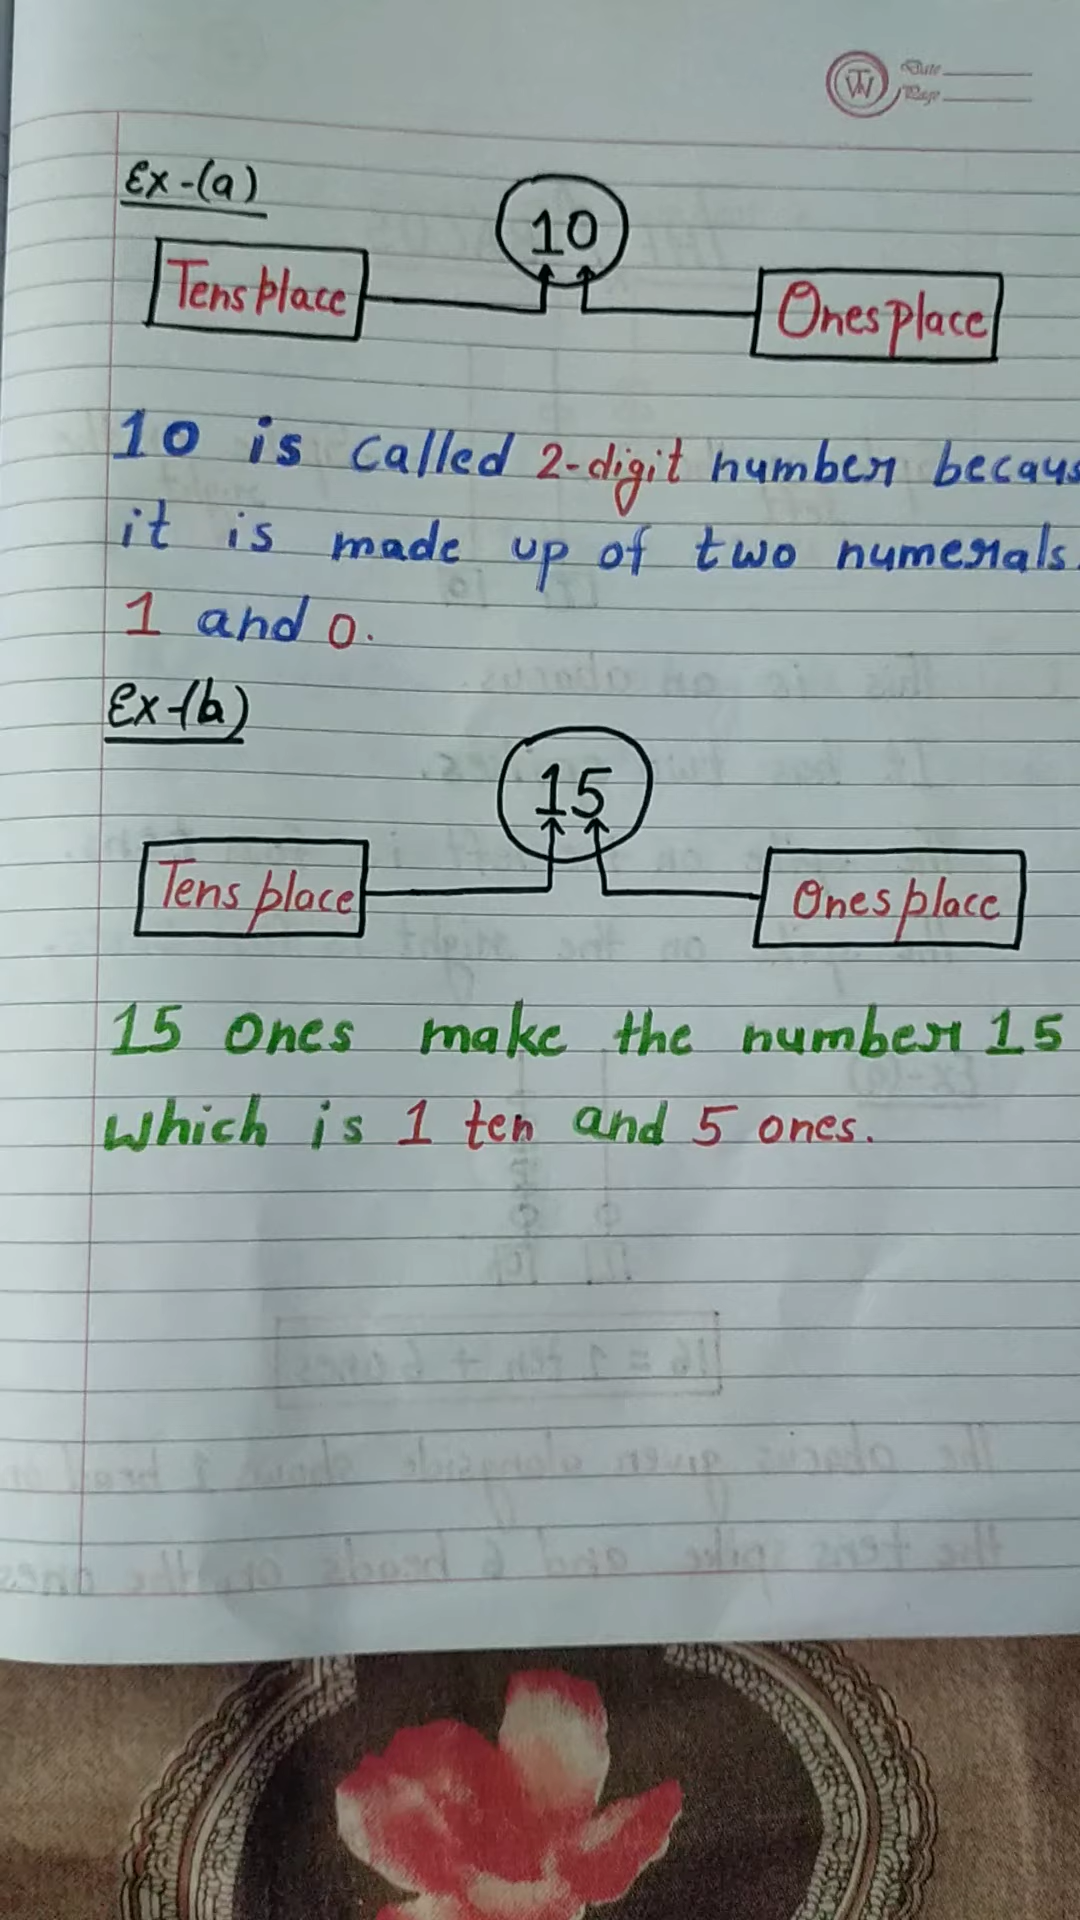 Date
Page
Ex-(a)
10
Tens place
Ones place
10 is called 2-digit number becaus
it is made up of two numerals.
1 and 0.
Ex-(b)
15
Tens place
Ones place
15 ones make the number 15
which is 1 ten and 5 ones.